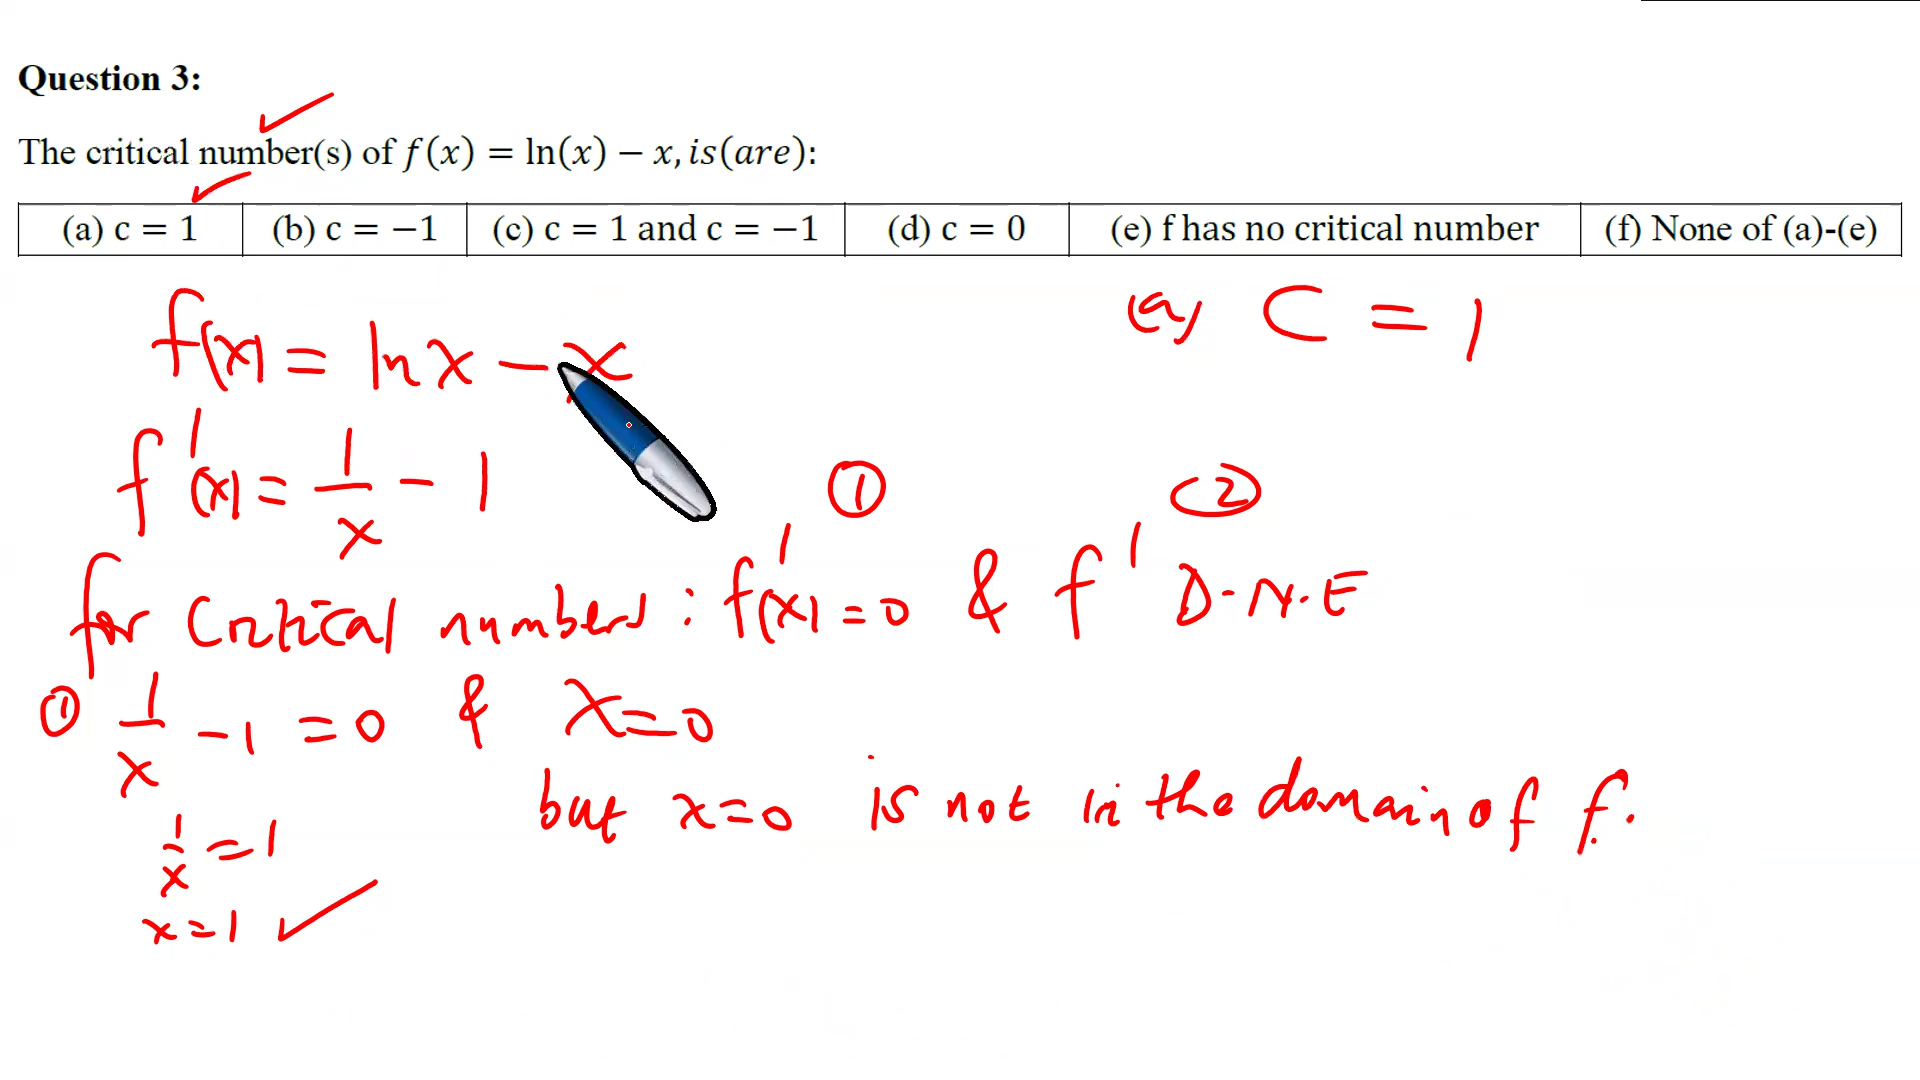 Question 3:
The critical number(s) of f(x) = ln(x) − x, is(are):
(a) c = 1 (b) c = −1 (c) c = 1 and c = −1 (d) c = 0 (e) f has no critical number (f) None of (a)-(e)
f(x) = ln x − x
(a) C = 1
f'(x) = 1/x − 1
① ②
for Critical numbers : f'(x) = 0 & f' D.N.E
① 1/x − 1 = 0 & x = 0
but x = 0 is not in the domain of f.
1/x = 1
x = 1